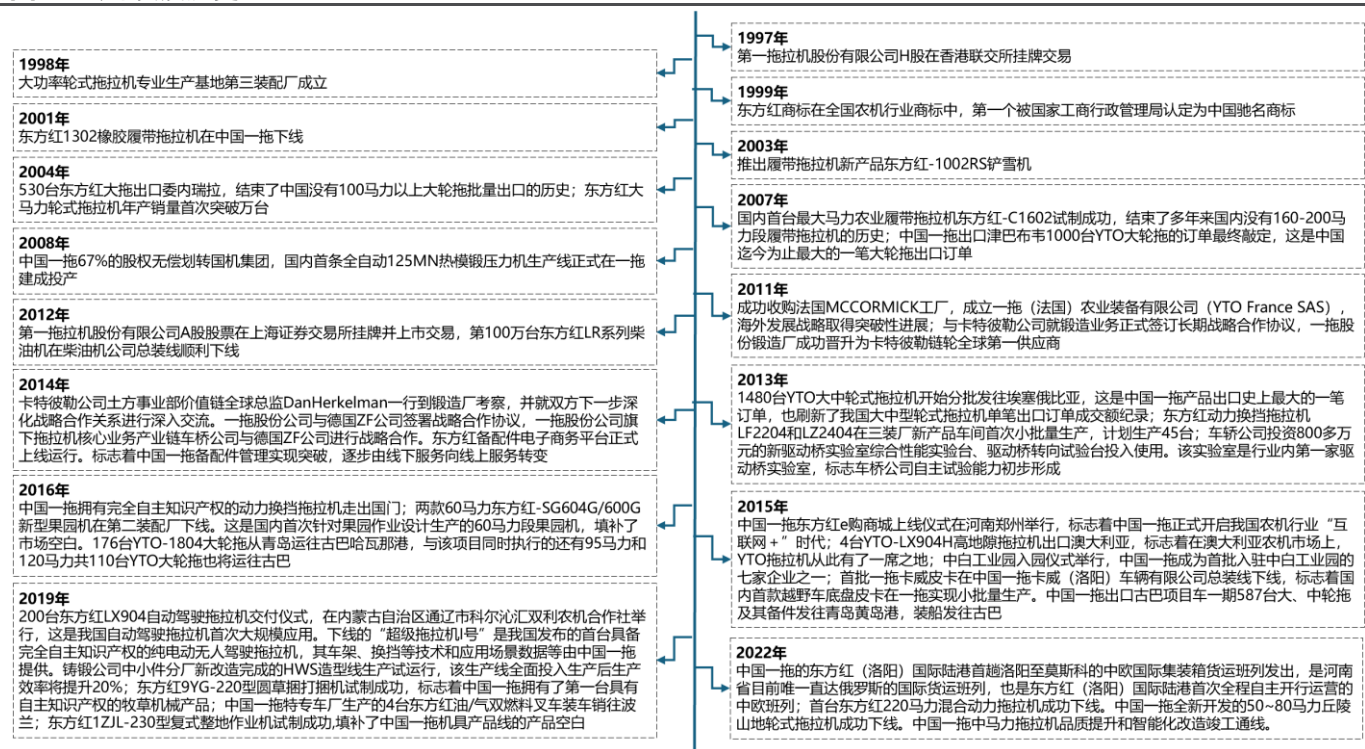 1997年
第一拖拉机股份有限公司H股在香港联交所挂牌交易
1998年
大功率轮式拖拉机专业生产基地第三装配厂成立
1999年
东方红商标在全国农机行业商标中，第一个被国家工商行政管理局认定为中国驰名商标
2001年
东方红1302橡胶履带拖拉机在中国一拖下线
2003年
推出履带拖拉机新产品东方红-1002RS铲雪机
2004年
530台东方红大拖出口委内瑞拉，结束了中国没有100马力以上大轮拖批量出口的历史；东方红大
马力轮式拖拉机年产销量首次突破万台
2007年
国内首台最大马力农业履带拖拉机东方红-C1602试制成功，结束了多年来国内没有160-200马
力段履带拖拉机的历史；中国一拖出口津巴布韦1000台YTO大轮拖的订单最终敲定，这是中国
迄今为止最大的一笔大轮拖出口订单
2008年
中国一拖67%的股权无偿划转国机集团，国内首条全自动125MN热模锻压力机生产线正式在一拖
建成投产
2011年
成功收购法国MCCORMICK工厂，成立一拖（法国）农业装备有限公司（YTO France SAS），
海外发展战略取得突破性进展；与卡特彼勒公司就锻造业务正式签订长期战略合作协议，一拖股
份锻造厂成功晋升为卡特彼勒链轮全球第一供应商
2012年
第一拖拉机股份有限公司A股股票在上海证券交易所挂牌并上市交易，第100万台东方红LR系列柴
油机在柴油机公司总装线顺利下线
2013年
1480台YTO大中轮式拖拉机开始分批发往埃塞俄比亚，这是中国一拖产品出口史上最大的一笔
订单，也刷新了我国大中型轮式拖拉机单笔出口订单成交额纪录；东方红动力换挡拖拉机
LF2204和LZ2404在三装厂新产品车间首次小批量生产，计划生产45台；车轿公司投资800多万
元的新驱动桥实验室综合性能实验台、驱动桥转向试验台投入使用。该实验室是行业内第一家驱
动桥实验室，标志车桥公司自主试验能力初步形成
2014年
卡特彼勒公司土方事业部价值链全球总监DanHerkelman一行到锻造厂考察，并就双方下一步深
化战略合作关系进行深入交流。一拖股份公司与德国ZF公司签署战略合作协议，一拖股份公司旗
下拖拉机核心业务产业链车桥公司与德国ZF公司进行战略合作。东方红备配件电子商务平台正式
上线运行。标志着中国一拖备配件管理实现突破，逐步由线下服务向线上服务转变
2015年
中国一拖东方红e购商城上线仪式在河南郑州举行，标志着中国一拖正式开启我国农机行业“互
联网＋”时代；4台YTO-LX904H高地隙拖拉机出口澳大利亚，标志着在澳大利亚农机市场上，
YTO拖拉机从此有了一席之地；中白工业园入园仪式举行，中国一拖成为首批入驻中白工业园的
七家企业之一；首批一拖卡威皮卡在中国一拖卡威（洛阳）车辆有限公司总装线下线，标志着国
内首款越野车底盘皮卡在一拖实现小批量生产。中国一拖出口古巴项目车一期587台大、中轮拖
及其备件发往青岛黄岛港，装船发往古巴
2016年
中国一拖拥有完全自主知识产权的动力换挡拖拉机走出国门；两款60马力东方红-SG604G/600G
新型果园机在第二装配厂下线。这是国内首次针对果园作业设计生产的60马力段果园机，填补了
市场空白。176台YTO-1804大轮拖从青岛运往古巴哈瓦那港，与该项目同时执行的还有95马力和
120马力共110台YTO大轮拖也将运往古巴
2019年
200台东方红LX904自动驾驶拖拉机交付仪式，在内蒙古自治区通辽市科尔沁汇双利农机合作社举
行，这是我国自动驾驶拖拉机首次大规模应用。下线的“超级拖拉机I号”是我国发布的首台具备
完全自主知识产权的纯电动无人驾驶拖拉机，其车架、换挡等技术和应用场景数据等由中国一拖
提供。铸锻公司中小件分厂新改造完成的HWS造型线生产试运行，该生产线全面投入生产后生产
效率将提升20%；东方红9YG-220型圆草捆打捆机试制成功，标志着中国一拖拥有了第一台具有
自主知识产权的牧草机械产品；中国一拖特专车厂生产的4台东方红油/气双燃料叉车装车销往波
兰；东方红1ZJL-230型复式整地作业机试制成功,填补了中国一拖机具产品线的产品空白
2022年
中国一拖的东方红（洛阳）国际陆港首趟洛阳至莫斯科的中欧国际集装箱货运班列发出，是河南
省目前唯一直达俄罗斯的国际货运班列，也是东方红（洛阳）国际陆港首次全程自主开行运营的
中欧班列；首台东方红220马力混合动力拖拉机成功下线。中国一拖全新开发的50~80马力丘陵
山地轮式拖拉机成功下线。中国一拖中马力拖拉机品质提升和智能化改造竣工通线。